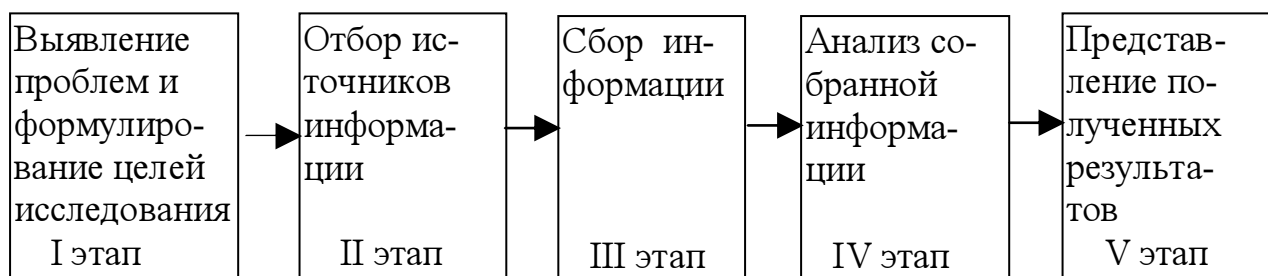 Выявление
проблем и
формулиро-
вание целей
исследования
I этап
Отбор ис-
точников
информа-
ции
II этап
Сбор ин-
формации
III этап
Анализ со-
бранной
информа-
ции
IV этап
Представ-
ление по-
лученных
результа-
тов
V этап